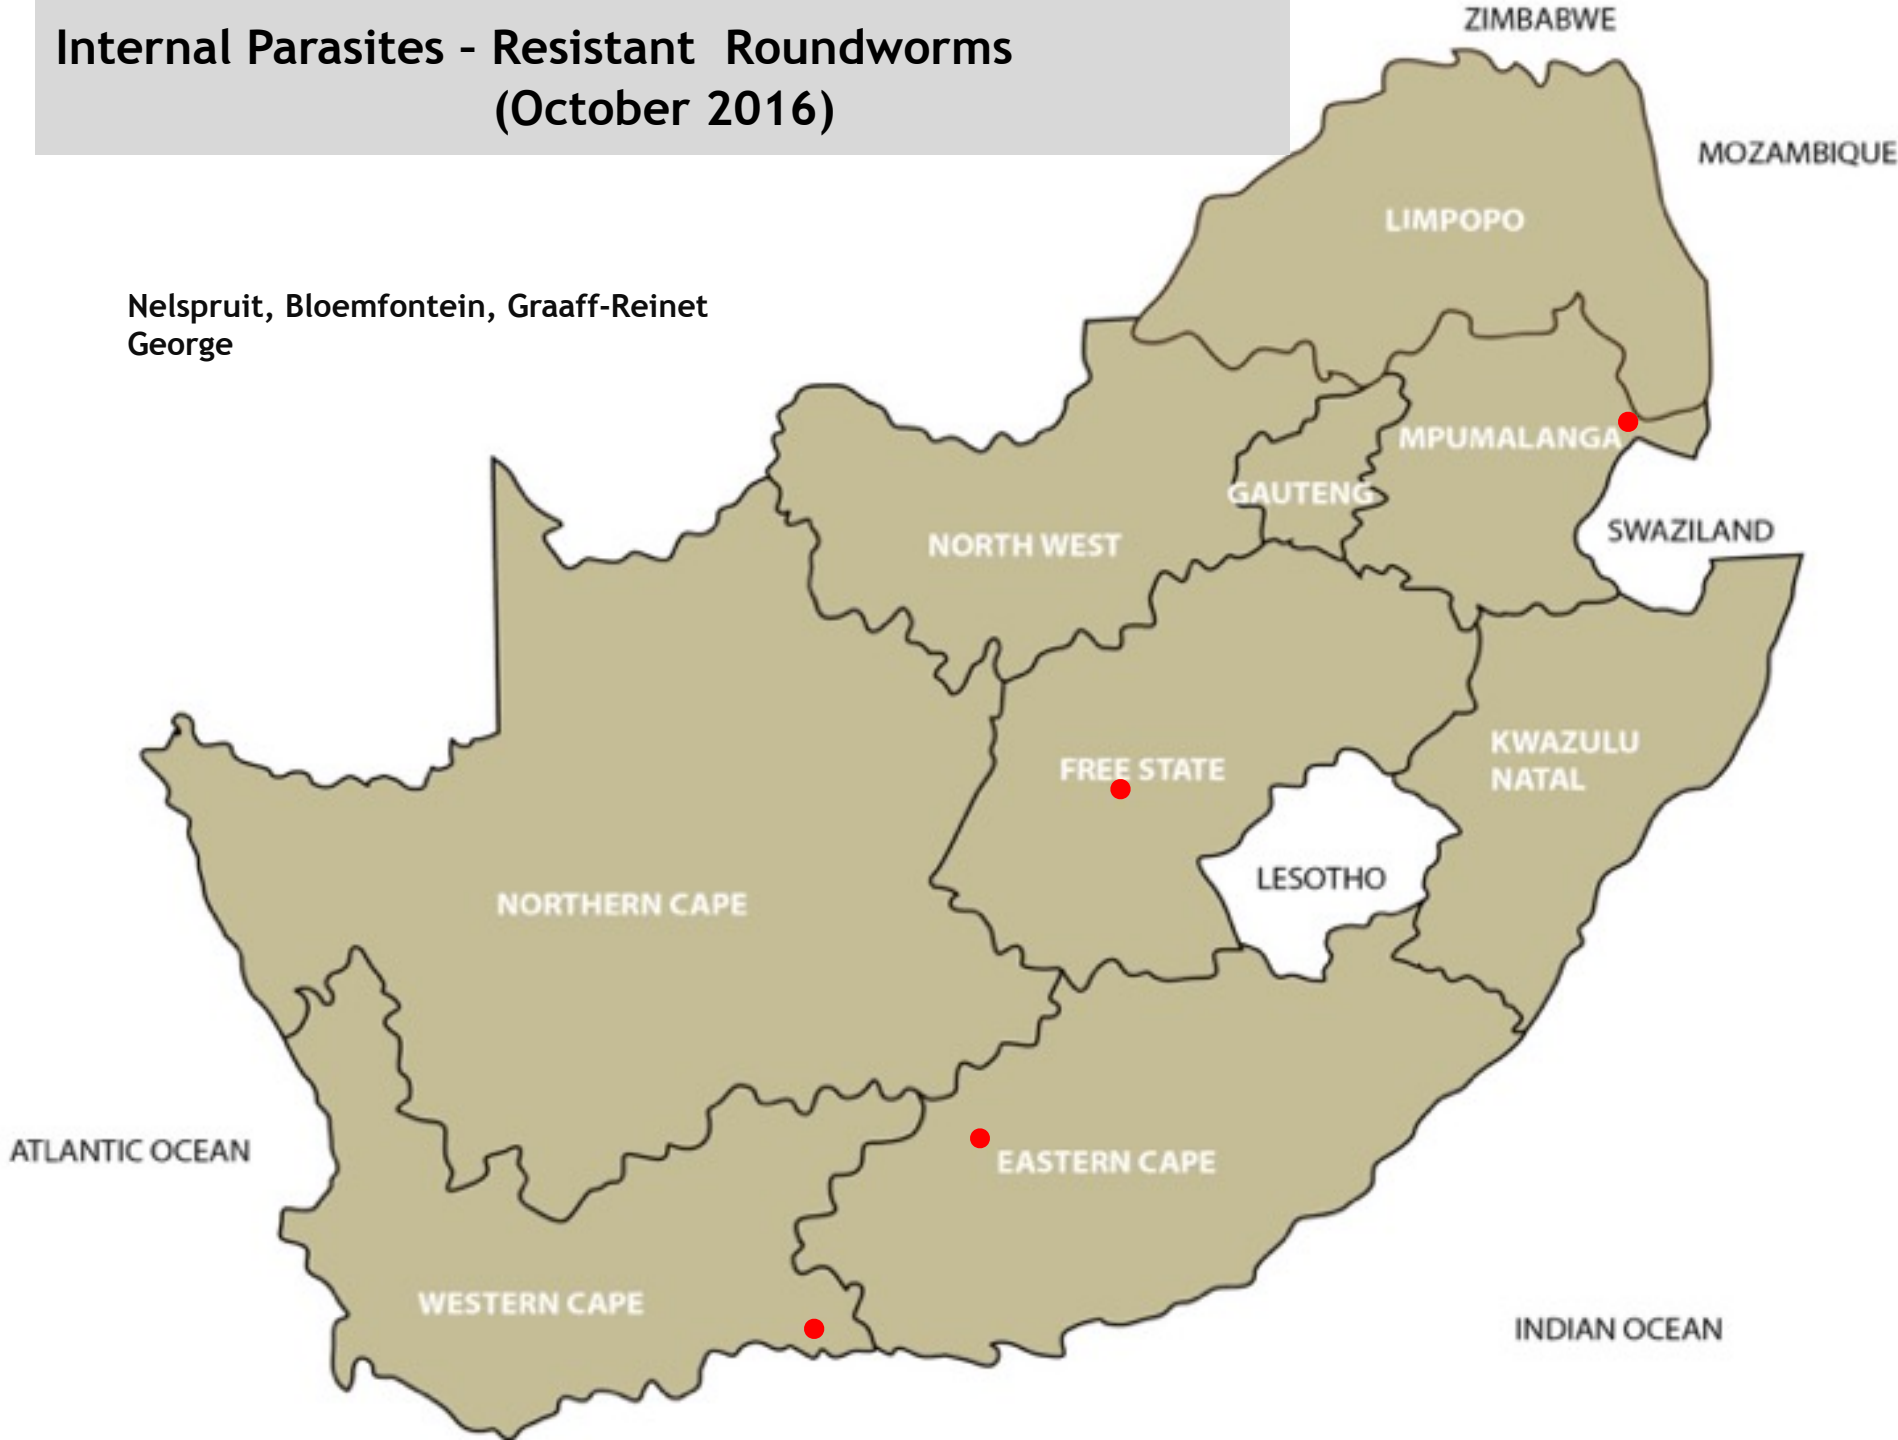 Internal Parasites – Resistant Roundworms
(October 2016)
ZIMBABWE
MOZAMBIQUE
LIMPOPO
Nelspruit, Bloemfontein, Graaff-Reinet
George
MPUMALANGA
GAUTENG
NORTH WEST
SWAZILAND
KWAZULU
NATAL
FREE STATE
LESOTHO
NORTHERN CAPE
ATLANTIC OCEAN
EASTERN CAPE
WESTERN CAPE
INDIAN OCEAN